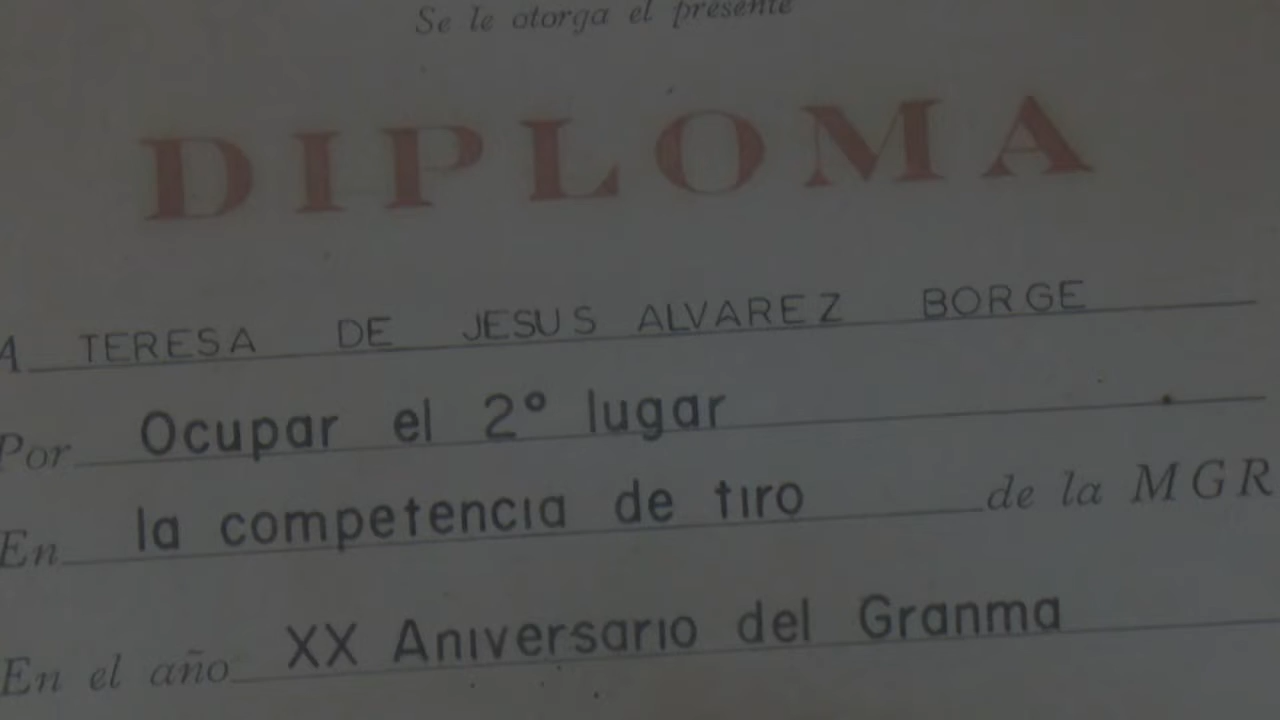 Se le otorga el presente
DIPLOMA
A TERESA DE JESUS ALVAREZ BORGE
Por Ocupar el 2º lugar
En la competencia de tiro de la MGR
En el año XX Aniversario del Granma